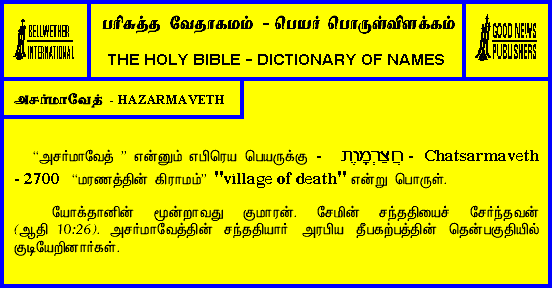 BELLWETHER
INTERNATIONAL
பரிசுத்த வேதாகமம் - பெயர் பொருள்விளக்கம்
THE HOLY BIBLE - DICTIONARY OF NAMES
GOOD NEWS
PUBLISHERS
அசர்மாவேத் - HAZARMAVETH
“அசர்மாவேத் ” என்னும் எபிரெய பெயருக்கு - חֲצַרְמָוֶת - Chatsarmaveth
- 2700 “மரணத்தின் கிராமம்” "village of death" என்று பொருள்.
யோக்தானின் மூன்றாவது குமாரன். சேமின் சந்ததியைச் சேர்ந்தவன்
(ஆதி 10:26). அசர்மாவேத்தின் சந்ததியார் அரபிய தீபகற்பத்தின் தென்பகுதியில்
குடியேறினார்கள்.